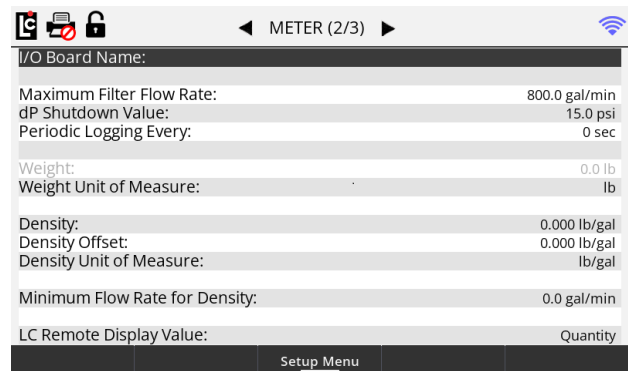 LC
METER (2/3)
I/O Board Name:
Maximum Filter Flow Rate: 800.0 gal/min
dP Shutdown Value: 15.0 psi
Periodic Logging Every: 0 sec
Weight: 0.0 lb
Weight Unit of Measure: lb
Density: 0.000 lb/gal
Density Offset: 0.000 lb/gal
Density Unit of Measure: lb/gal
Minimum Flow Rate for Density: 0.0 gal/min
LC Remote Display Value: Quantity
Setup Menu